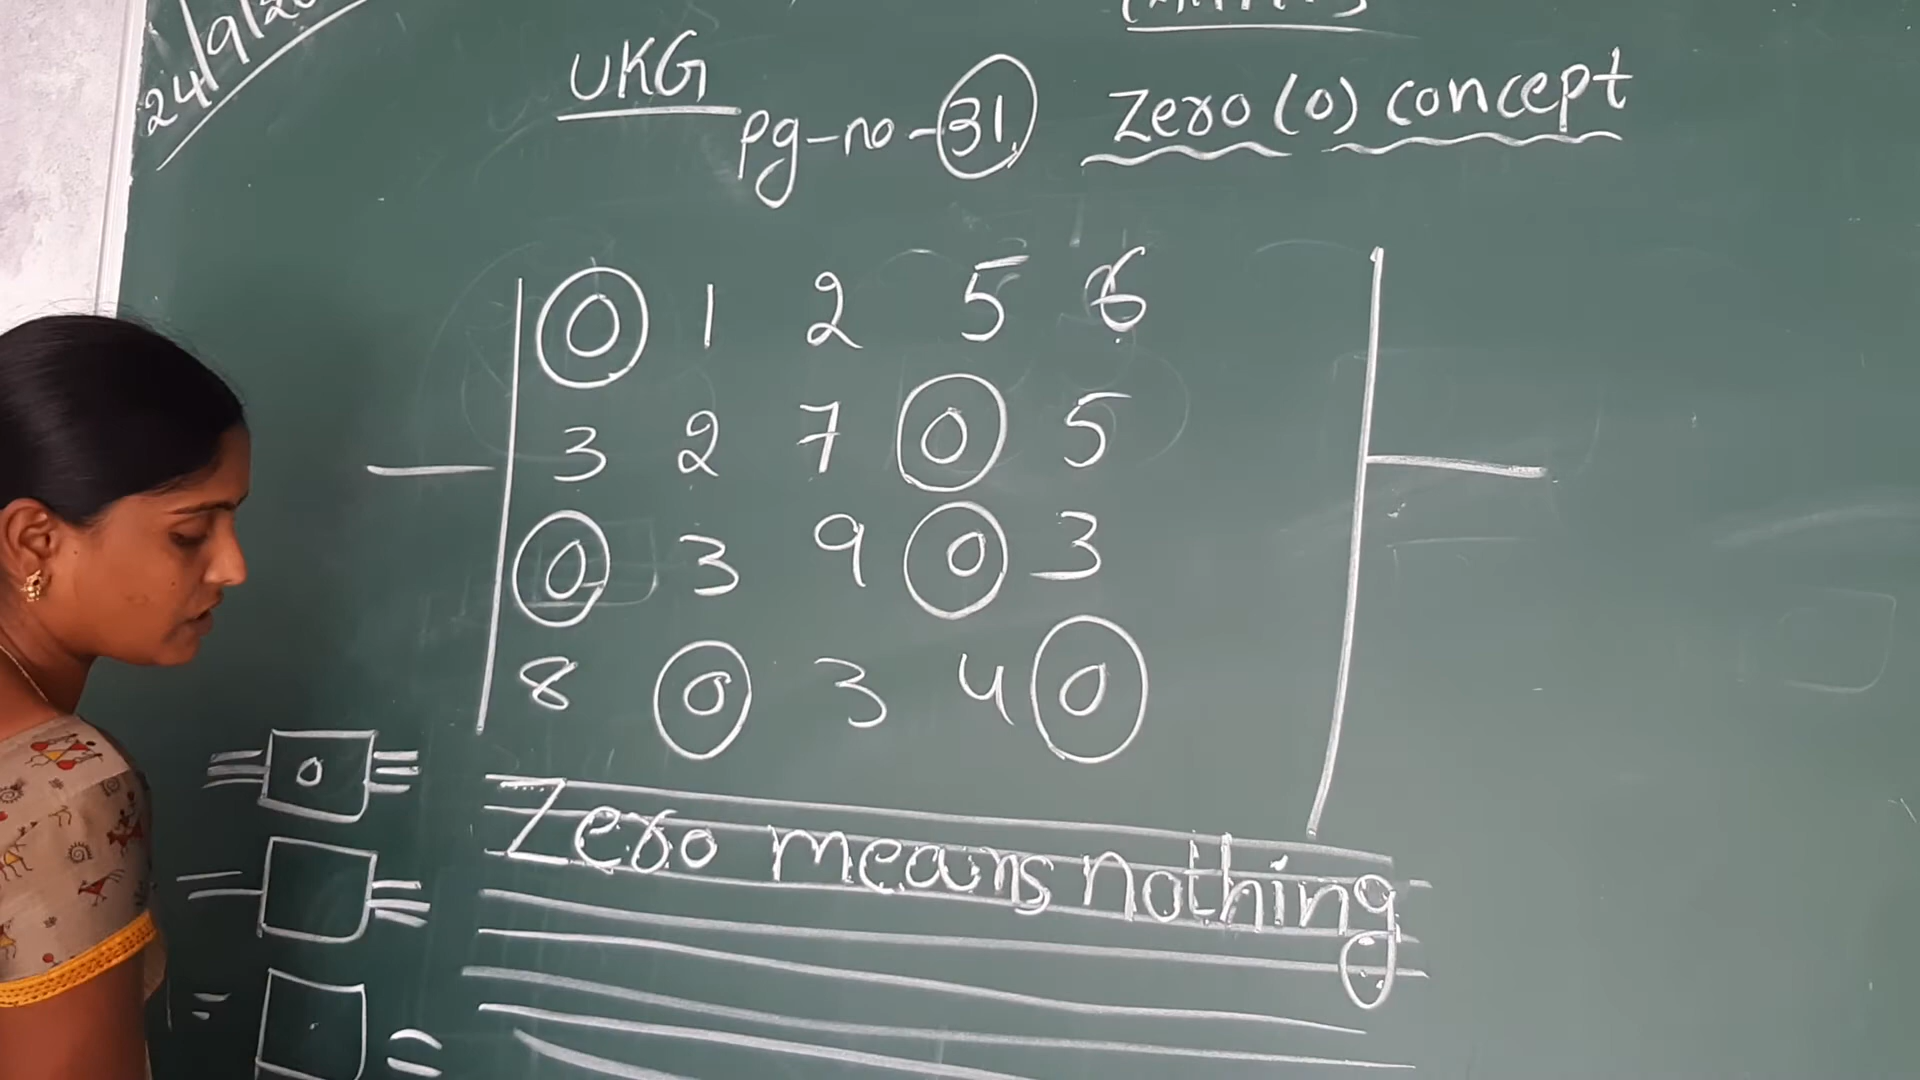 24/9/20
UKG
pg-no-31 Zero (0) concept
0 1 2 5 6
3 2 7 0 5
0 3 9 0 3
8 0 3 4 0
0
Zero means nothing